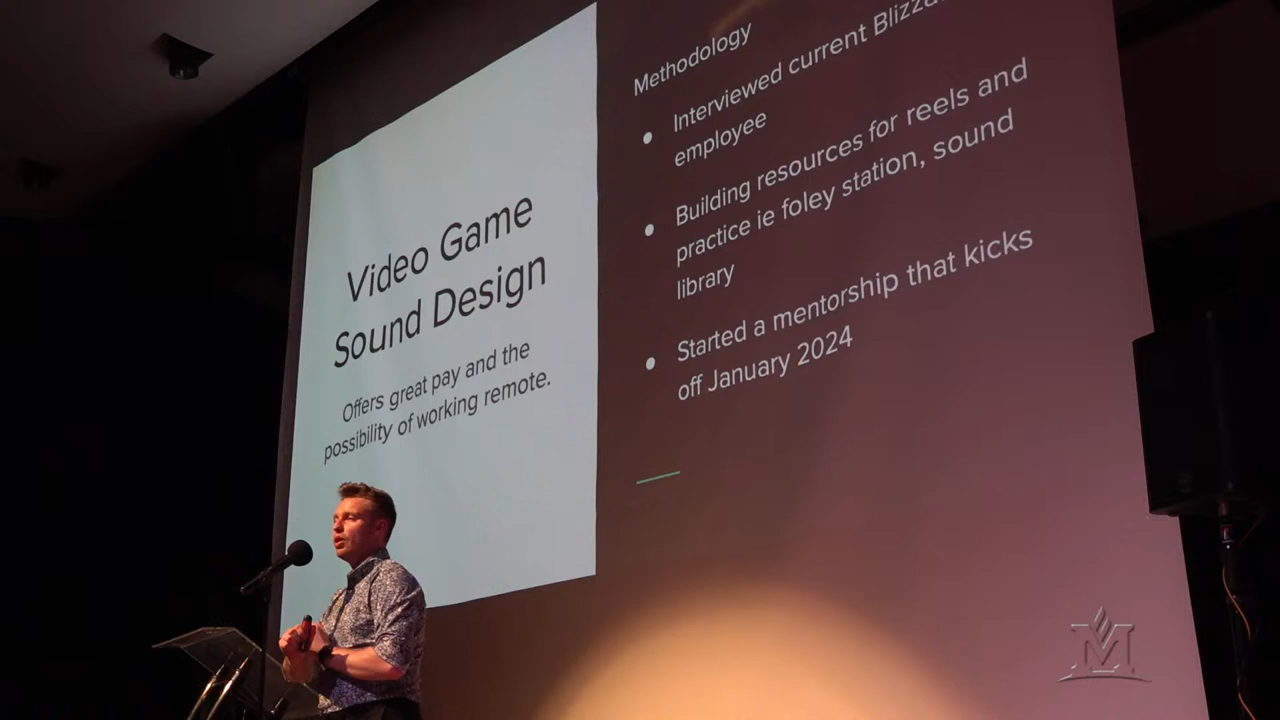 Video Game
Sound Design
Offers great pay and the
possibility of working remote.
Methodology
Interviewed current
employee
Building resources for reels and
practice ie foley station, sound
library
Started a mentorship that kicks
off January 2024
M